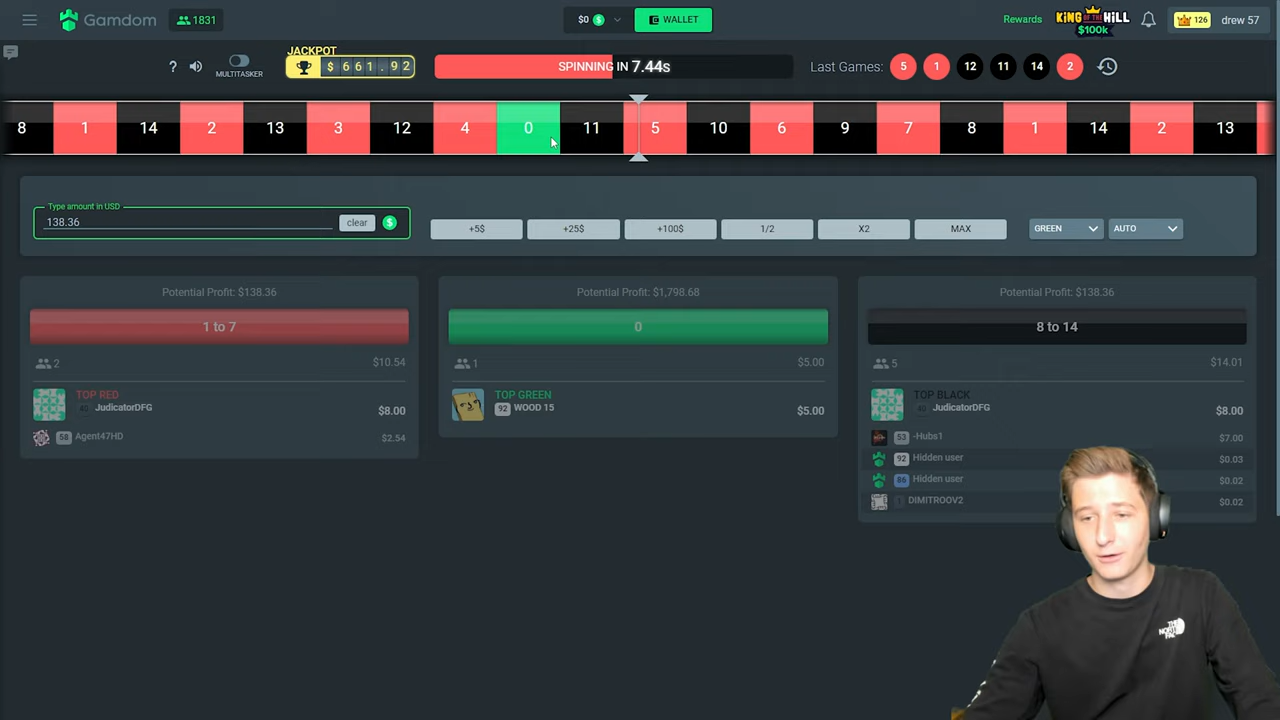 Gamdom
1831
$0
WALLET
Rewards
KING OF THE HILL
$100k
126
drew 57
?
MULTITASKER
JACKPOT
$ 661.92
SPINNING IN 7.44s
Last Games: 5 1 12 11 14 2
8 1 14 2 13 3 12 4 0 11 5 10 6 9 7 8 1 14 2 13
Type amount in USD
138.36
clear
$
+5$
+25$
+100$
1/2
X2
MAX
GREEN
AUTO
Potential Profit: $138.36
1 to 7
2
$10.54
TOP RED
JudicatorDFG
$8.00
58 Agent47HD
$2.54
Potential Profit: $1,798.68
0
1
$5.00
TOP GREEN
92 WOOD 15
$5.00
Potential Profit: $138.36
8 to 14
5
$14.01
TOP BLACK
JudicatorDFG
$8.00
53 -Hubs1
$7.00
92 Hidden user
$0.03
86 Hidden user
$0.02
DIMITROOV2
$0.02
THE NORTH FACE